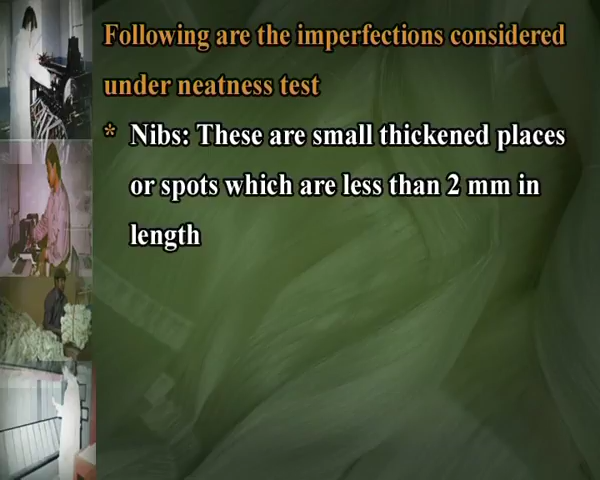 Following are the imperfections considered
under neatness test
* Nibs: These are small thickened places
or spots which are less than 2 mm in
length